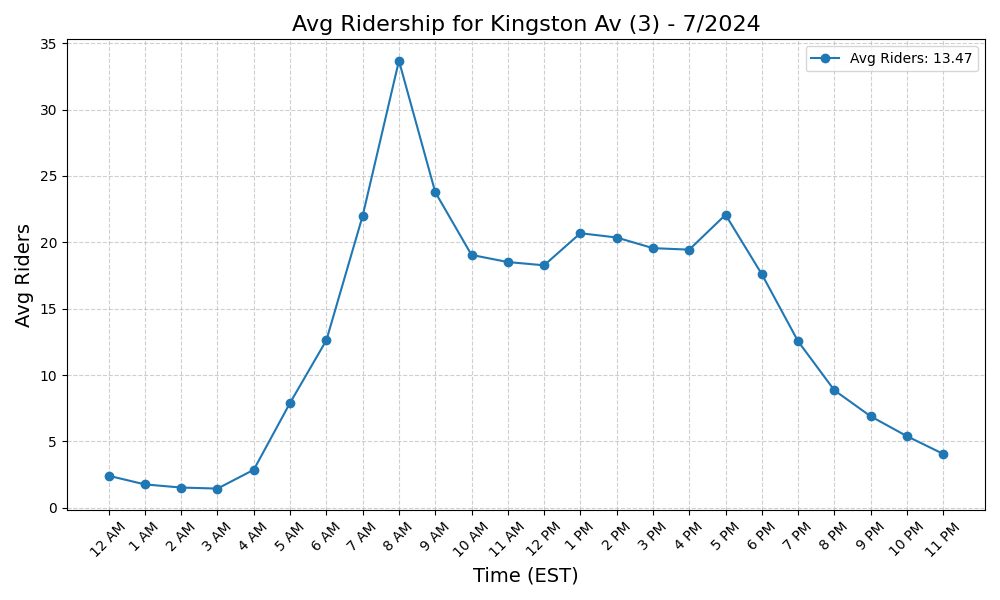 Avg Ridership for Kingston Av (3) - 7/2024
Avg Riders: 13.47
Avg Riders
35
30
25
20
15
10
5
0
12 AM
1 AM
2 AM
3 AM
4 AM
5 AM
6 AM
7 AM
8 AM
9 AM
10 AM
11 AM
12 PM
1 PM
2 PM
3 PM
4 PM
5 PM
6 PM
7 PM
8 PM
9 PM
10 PM
11 PM
Time (EST)